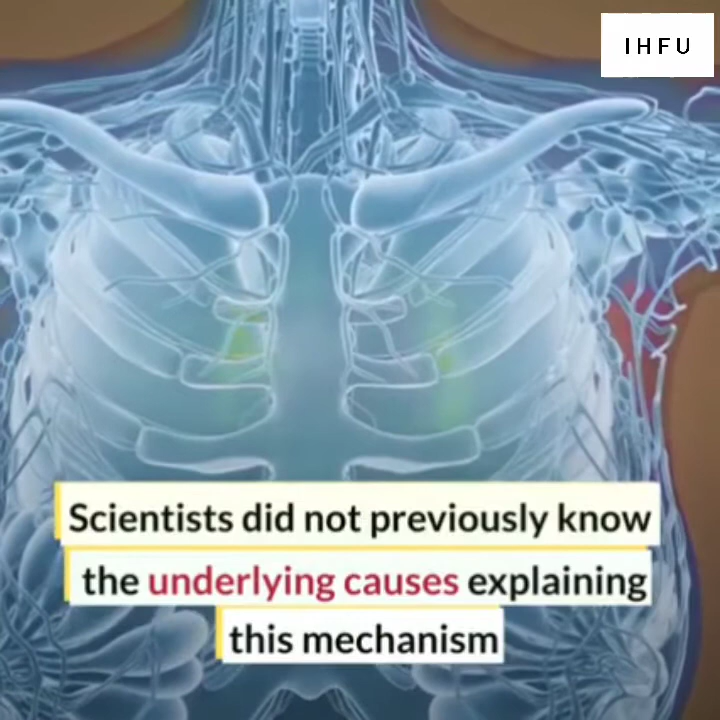 IHFU
Scientists did not previously know
the underlying causes explaining
this mechanism